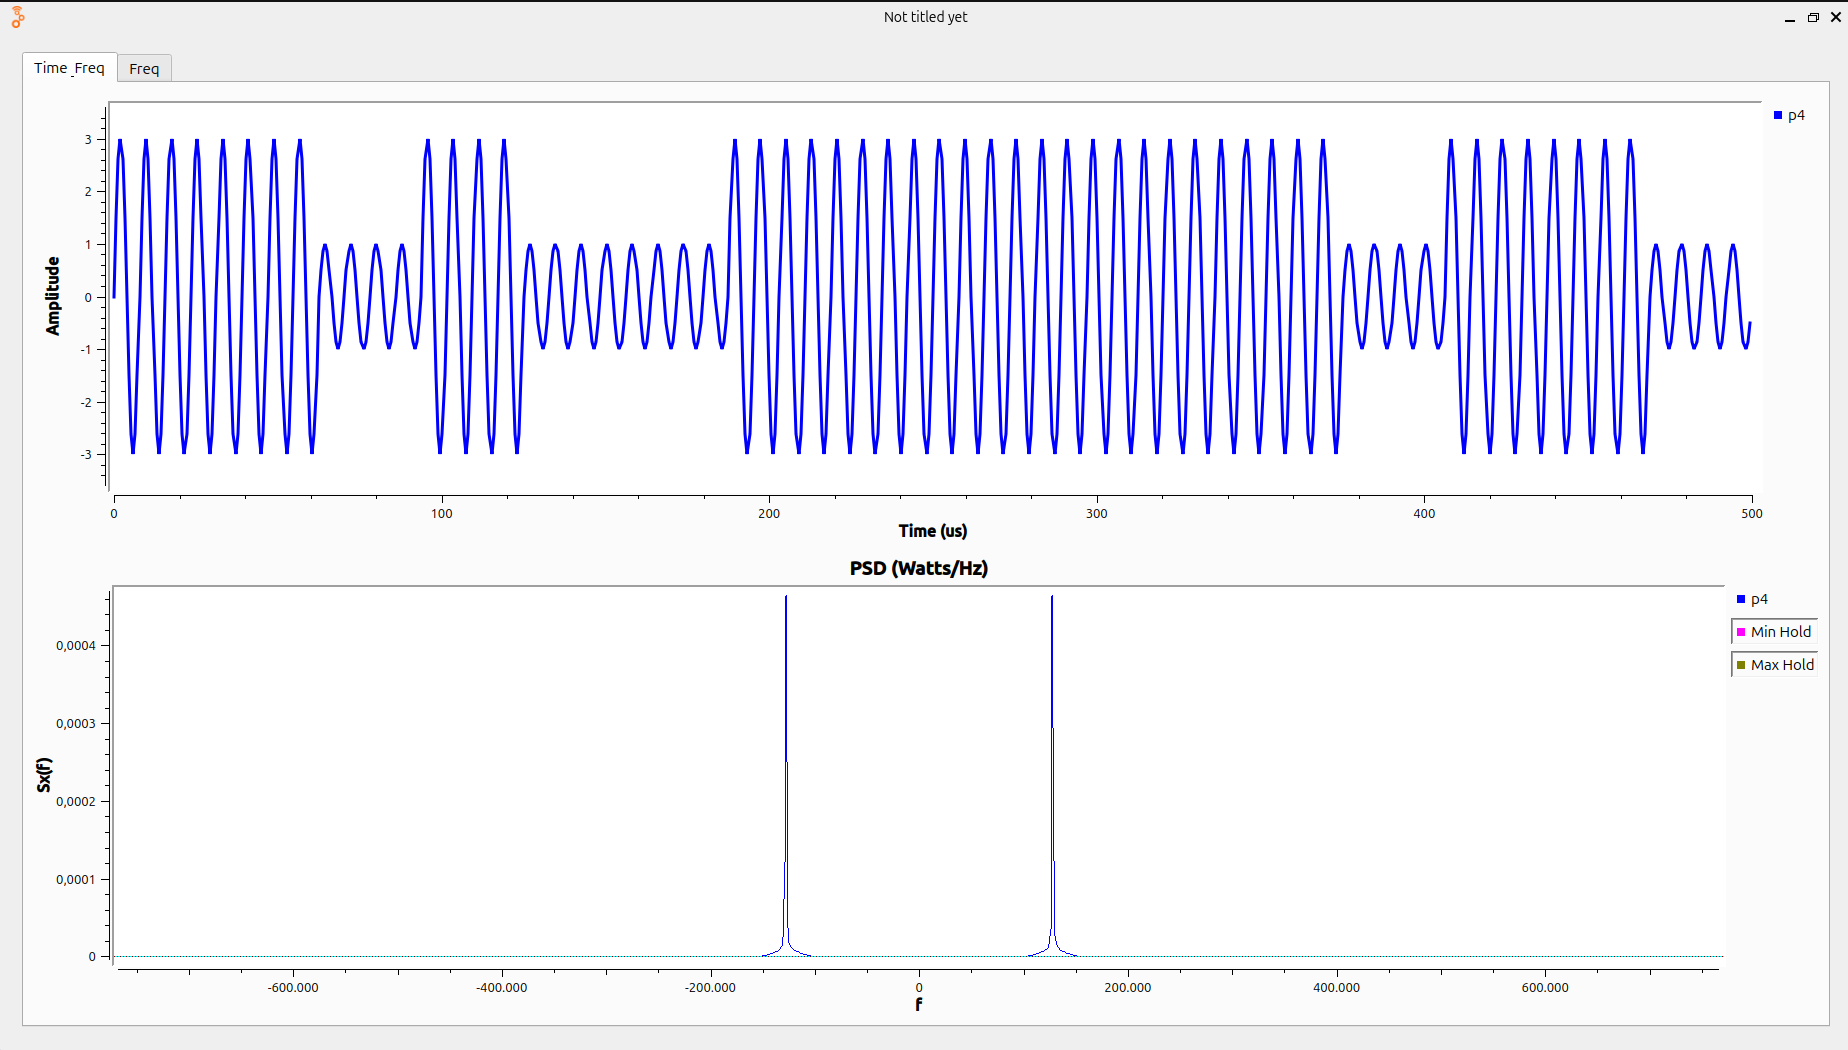 Not titled yet
Time_Freq
Freq
Amplitude
3
2
1
0
-1
-2
-3
p4
0
100
200
300
400
500
Time (us)
PSD (Watts/Hz)
Sx(f)
0,0004
0,0003
0,0002
0,0001
0
p4
Min Hold
Max Hold
-600.000
-400.000
-200.000
0
200.000
400.000
600.000
f